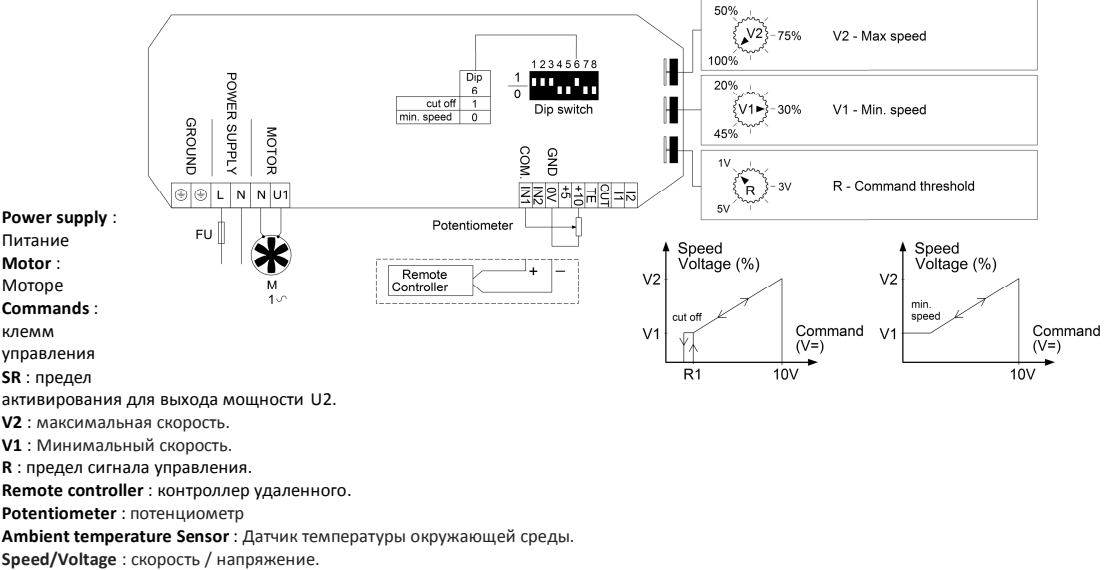 50%
V2
75%
100%
V2 - Max speed
20%
V1
30%
45%
V1 - Min. speed
1V
R
3V
5V
R - Command threshold
1 2 3 4 5 6 7 8
1
0
Dip switch
Dip
6
cut off 1
min. speed 0
GROUND
POWER SUPPLY
MOTOR
L N N U1
FU
M
1
COM.
GND
IN1 IN2 0V +5 +10 TE CUT I1 I2
Potentiometer
Remote
Controller
+ −
Speed
Voltage (%)
V2
cut off
V1
Command
(V=)
R1
10V
Speed
Voltage (%)
V2
min.
speed
V1
Command
(V=)
10V
Power supply :
Питание
Motor :
Моторе
Commands :
клемм
управления
SR : предел
активирования для выхода мощности U2.
V2 : максимальная скорость.
V1 : Минимальный скорость.
R : предел сигнала управления.
Remote controller : контроллер удаленного.
Potentiometer : потенциометр
Ambient temperature Sensor : Датчик температуры окружающей среды.
Speed/Voltage : скорость / напряжение.